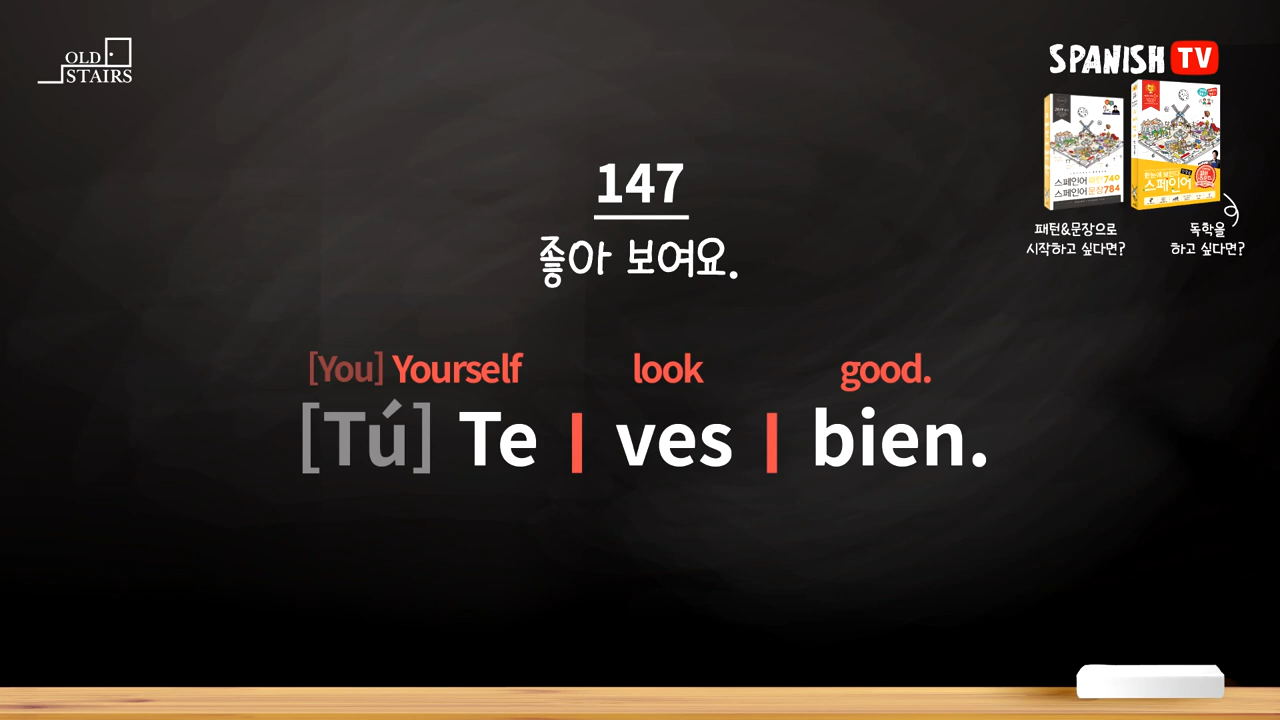 OLD
STAIRS
SPANISH TV
147
좋아 보여요.
스페인어 패턴740
스페인어 문장784
스페인어
패턴&문장으로
시작하고 싶다면?
독학을
하고 싶다면?
[You] Yourself look good.
[Tú] Te | ves | bien.